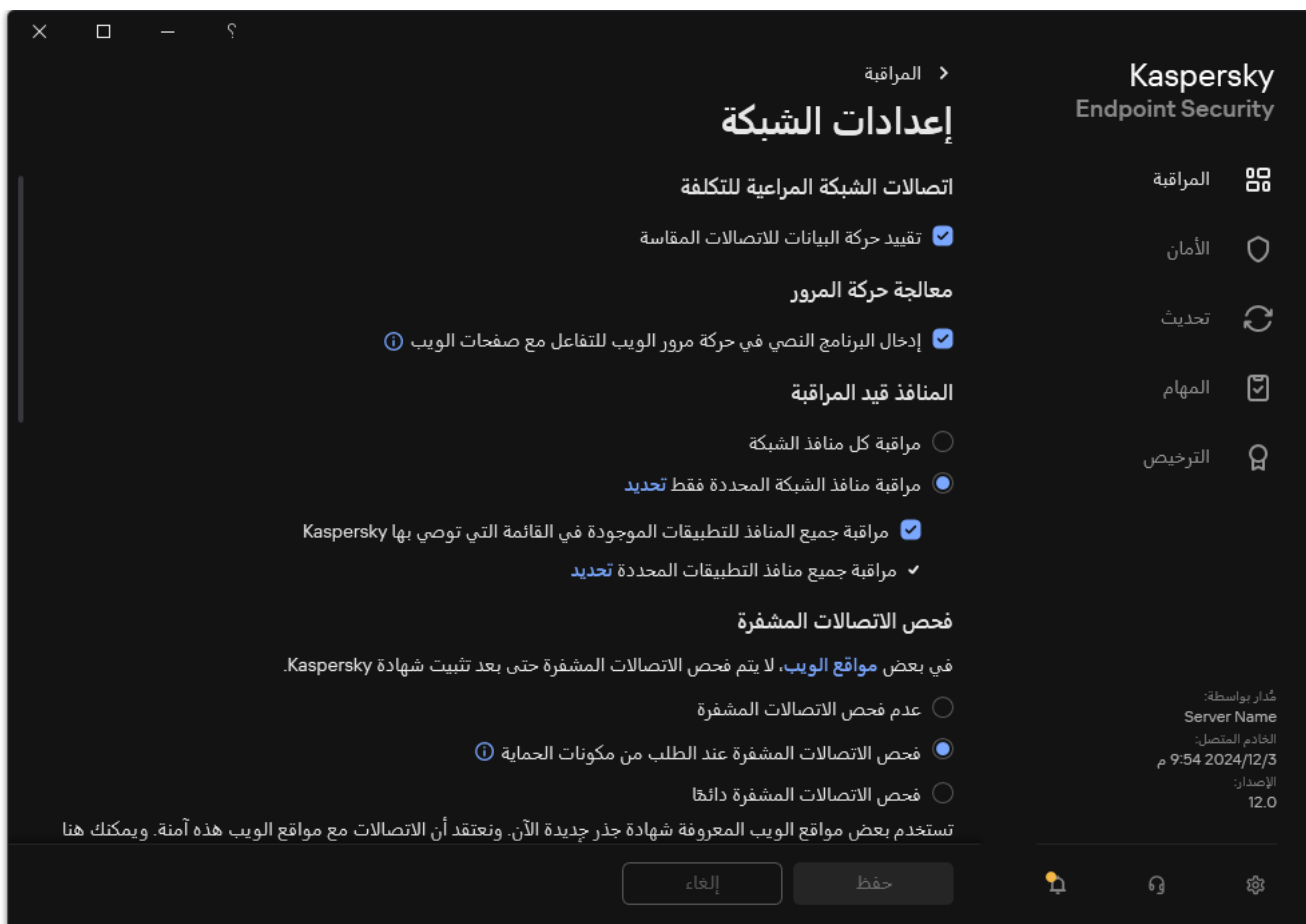 ؟
Kaspersky
Endpoint Security
المراقبة
الأمان
تحديث
المهام
الترخيص
مُدار بواسطة:
Server Name
الخادم المتصل:
2024/12/3 9:54 م
الإصدار:
12.0
المراقبة
إعدادات الشبكة
اتصالات الشبكة المراعية للتكلفة
تقييد حركة البيانات للاتصالات المقاسة
معالجة حركة المرور
إدخال البرنامج النصي في حركة مرور الويب للتفاعل مع صفحات الويب
المنافذ قيد المراقبة
مراقبة كل منافذ الشبكة
مراقبة منافذ الشبكة المحددة فقط تحديد
مراقبة جميع المنافذ للتطبيقات الموجودة في القائمة التي توصي بها Kaspersky
مراقبة جميع منافذ التطبيقات المحددة تحديد
فحص الاتصالات المشفرة
في بعض مواقع الويب، لا يتم فحص الاتصالات المشفرة حتى بعد تثبيت شهادة Kaspersky.
عدم فحص الاتصالات المشفرة
فحص الاتصالات المشفرة عند الطلب من مكونات الحماية
فحص الاتصالات المشفرة دائمًا
تستخدم بعض مواقع الويب المعروفة شهادة جذر جديدة الآن. ونعتقد أن الاتصالات مع مواقع الويب هذه آمنة. ويمكنك هنا
حفظ
إلغاء